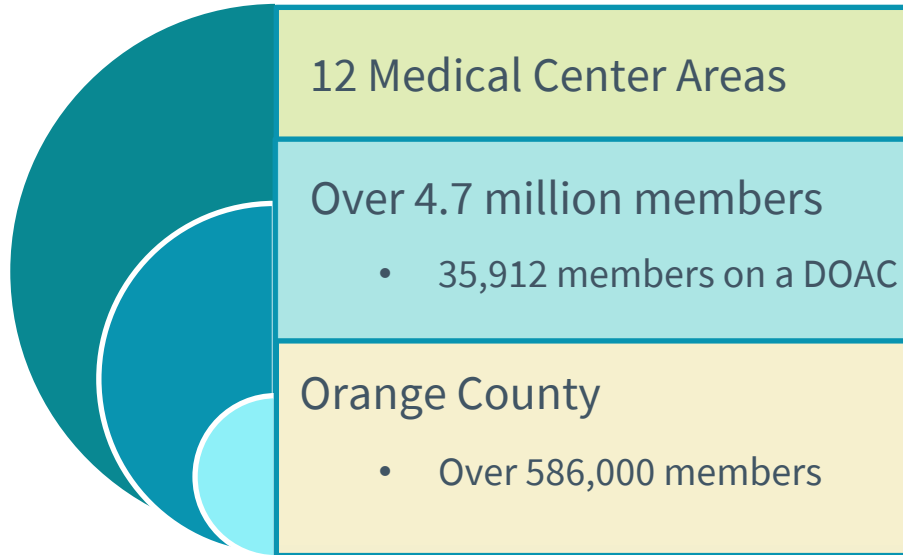 12 Medical Center Areas
Over 4.7 million members
• 35,912 members on a DOAC
Orange County
• Over 586,000 members